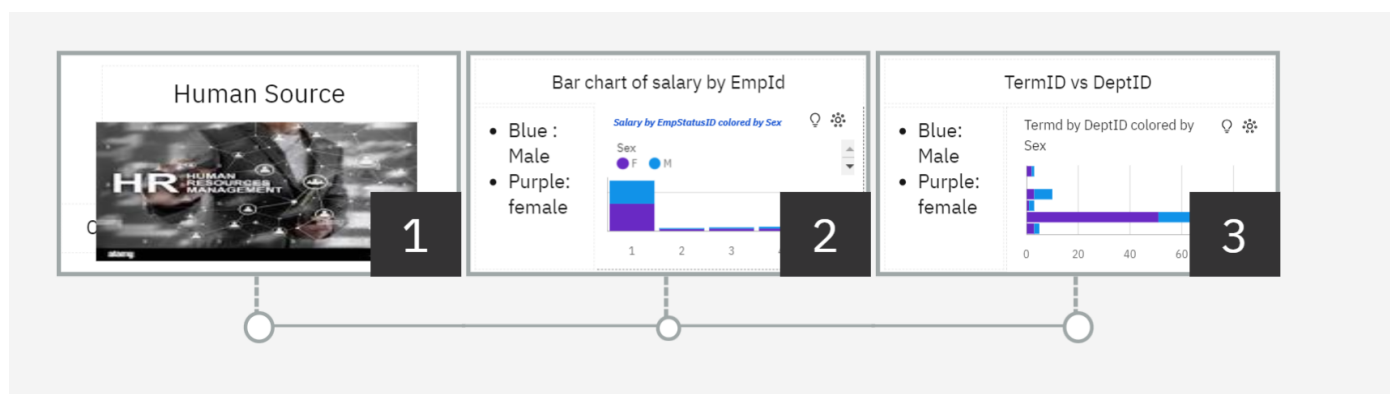 Human Source
HR HUMAN
RESOURCES
MANAGEMENT
alamy
1
Bar chart of salary by EmpId
• Blue :
Male
• Purple:
female
Salary by EmpStatusID colored by Sex
Sex
F M
1 2 3
2
TermID vs DeptID
• Blue:
Male
• Purple:
female
Termd by DeptID colored by
Sex
0 20 40 60
3